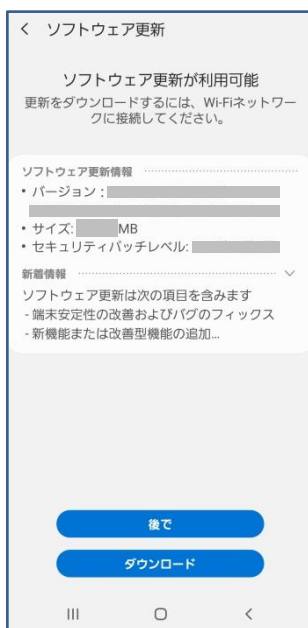 ソフトウェア更新
ソフトウェア更新が利用可能
更新をダウンロードするには、Wi-Fiネットワー
クに接続してください。
ソフトウェア更新情報
• バージョン :
• サイズ: MB
• セキュリティパッチレベル:
新着情報
ソフトウェア更新は次の項目を含みます
- 端末安定性の改善およびバグのフィックス
- 新機能または改善型機能の追加...
後で
ダウンロード